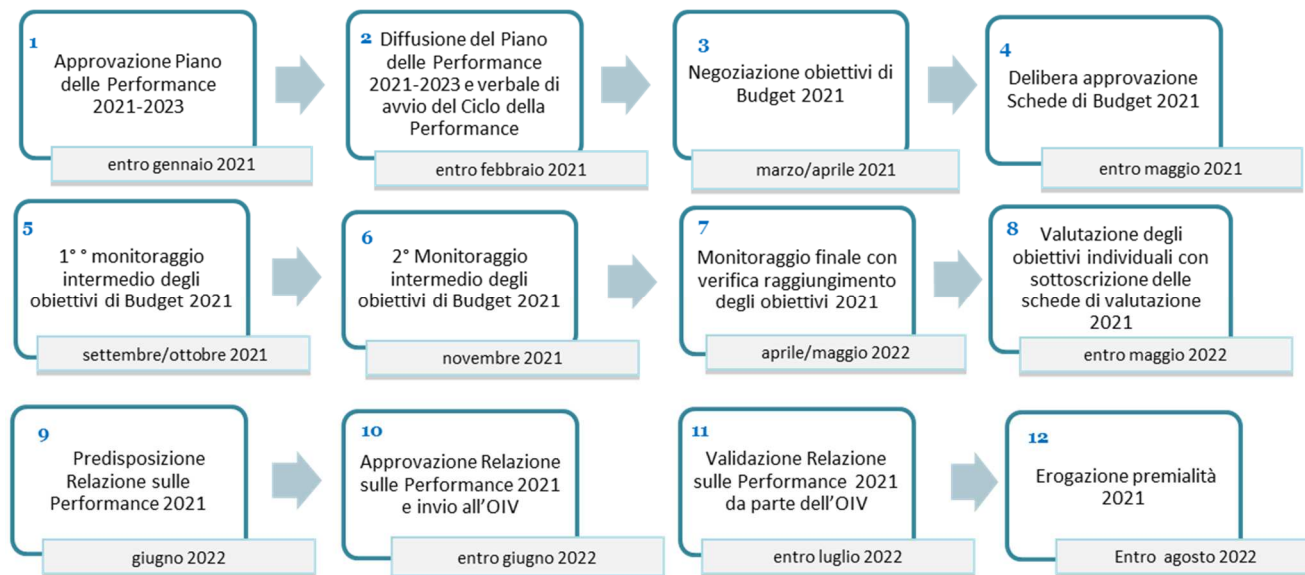 1
Approvazione Piano
delle Performance
2021-2023
entro gennaio 2021
2
Diffusione del Piano
delle Performance
2021-2023 e verbale di
avvio del Ciclo della
Performance
entro febbraio 2021
3
Negoziazione obiettivi di
Budget 2021
marzo/aprile 2021
4
Delibera approvazione
Schede di Budget 2021
entro maggio 2021
5
1° ° monitoraggio
intermedio degli
obiettivi di Budget 2021
settembre/ottobre 2021
6
2° Monitoraggio
intermedio degli
obiettivi di Budget 2021
novembre 2021
7
Monitoraggio finale con
verifica raggiungimento
degli obiettivi 2021
aprile/maggio 2022
8
Valutazione degli
obiettivi individuali con
sottoscrizione delle
schede di valutazione
2021
entro maggio 2022
9
Predisposizione
Relazione sulle
Performance 2021
giugno 2022
10
Approvazione Relazione
sulle Performance 2021
e invio all'OIV
entro giugno 2022
11
Validazione Relazione
sulle Performance 2021
da parte dell'OIV
entro luglio 2022
12
Erogazione premialità
2021
Entro agosto 2022